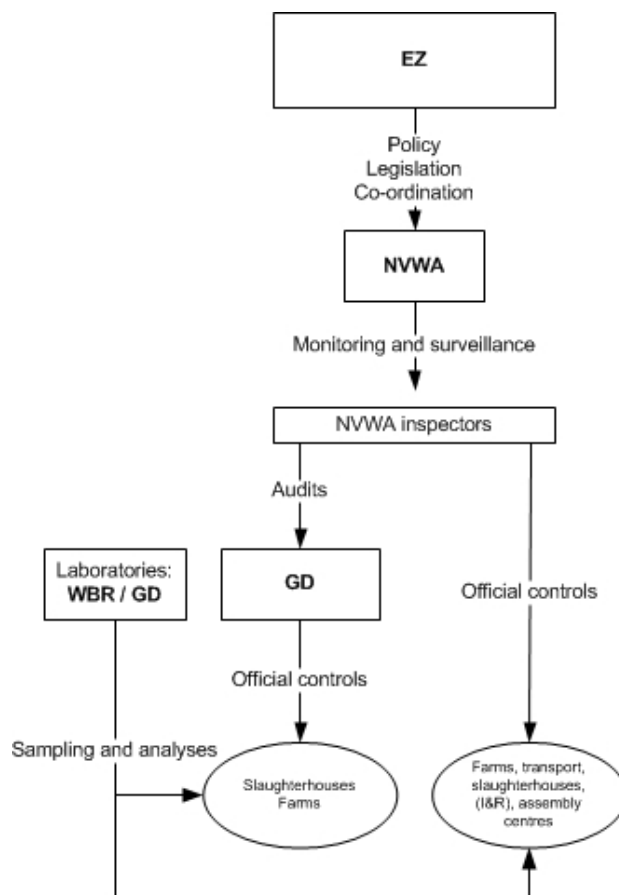 EZ
Policy
Legislation
Co-ordination
NVWA
Monitoring and surveillance
NVWA inspectors
Audits
Laboratories:
WBR / GD
GD
Official controls
Official controls
Sampling and analyses
Slaughterhouses
Farms
Farms, transport,
slaughterhouses,
(I&R), assembly
centres